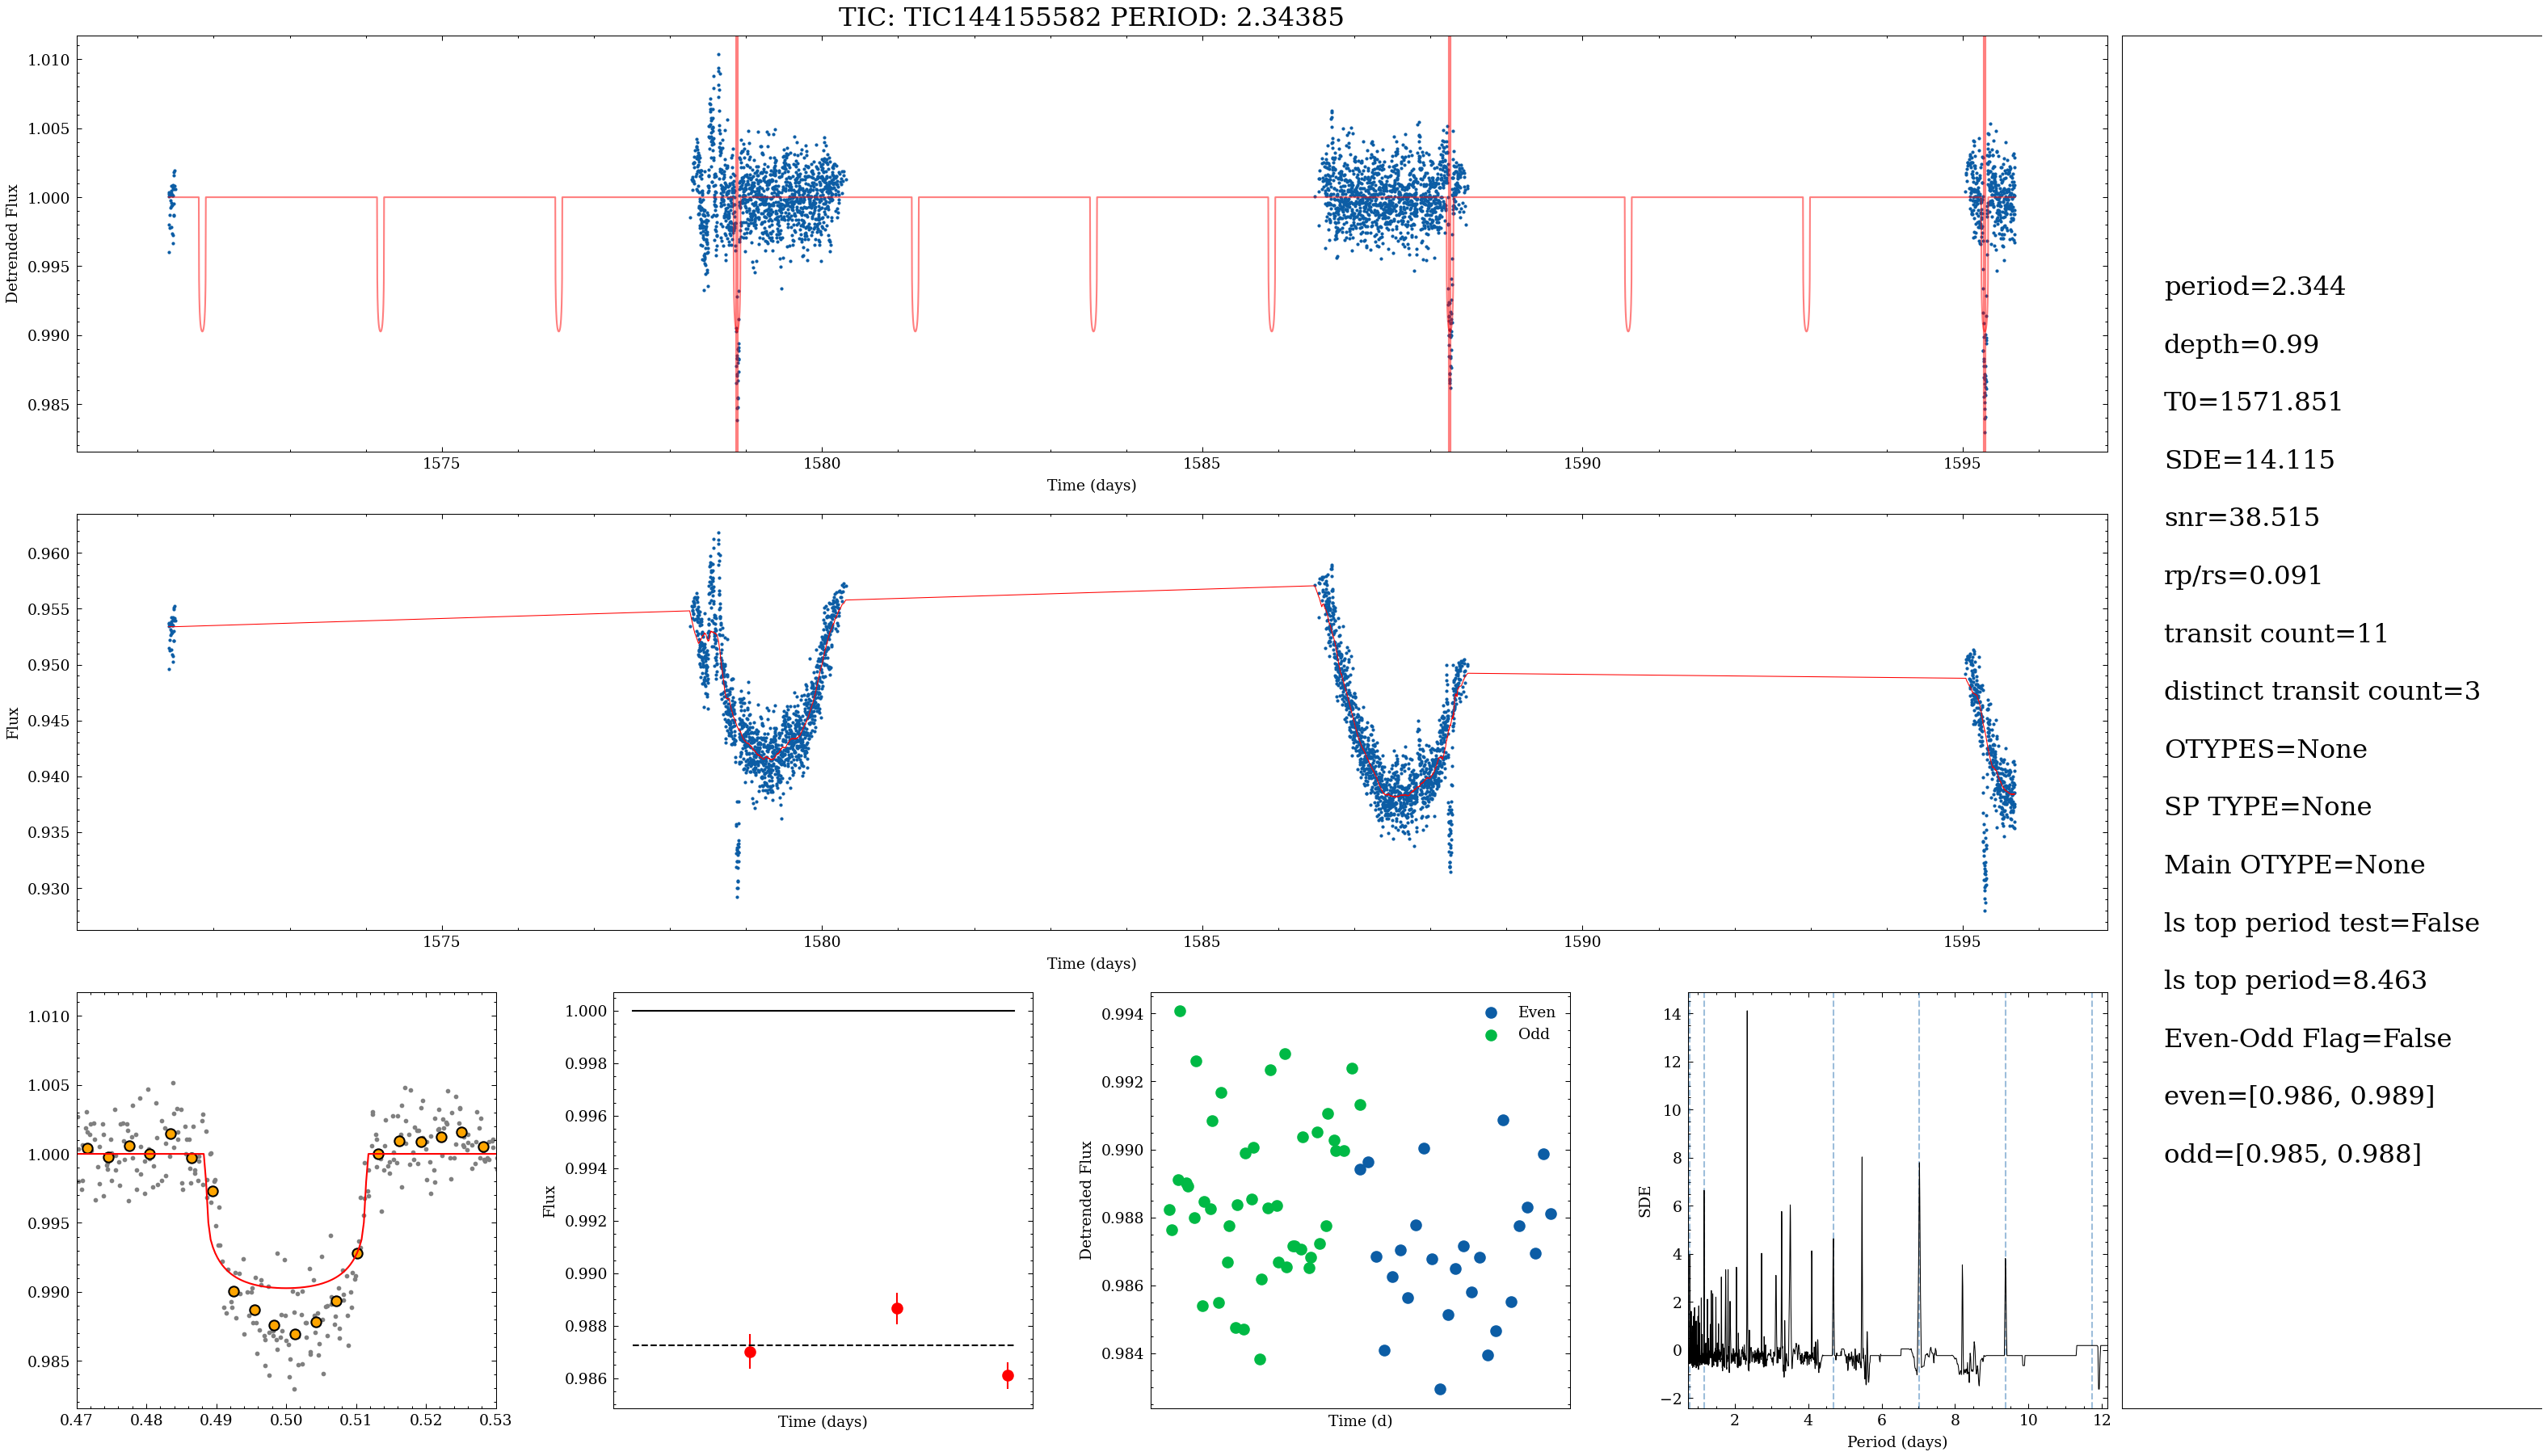 TIC: TIC144155582 PERIOD: 2.34385
1.010
1.005
1.000
0.995
0.990
0.985
Detrended Flux
1575 1580 1585 1590 1595
Time (days)
0.960
0.955
0.950
0.945
0.940
0.935
0.930
Flux
1575 1580 1585 1590 1595
Time (days)
1.010
1.005
1.000
0.995
0.990
0.985
0.47 0.48 0.49 0.50 0.51 0.52 0.53
1.000
0.998
0.996
0.994
0.992
0.990
0.988
0.986
Flux
Time (days)
0.994
0.992
0.990
0.988
0.986
0.984
Detrended Flux
Even
Odd
Time (d)
14
12
10
8
6
4
2
0
−2
SDE
2 4 6 8 10 12
Period (days)
period=2.344
depth=0.99
T0=1571.851
SDE=14.115
snr=38.515
rp/rs=0.091
transit count=11
distinct transit count=3
OTYPES=None
SP TYPE=None
Main OTYPE=None
ls top period test=False
ls top period=8.463
Even-Odd Flag=False
even=[0.986, 0.989]
odd=[0.985, 0.988]